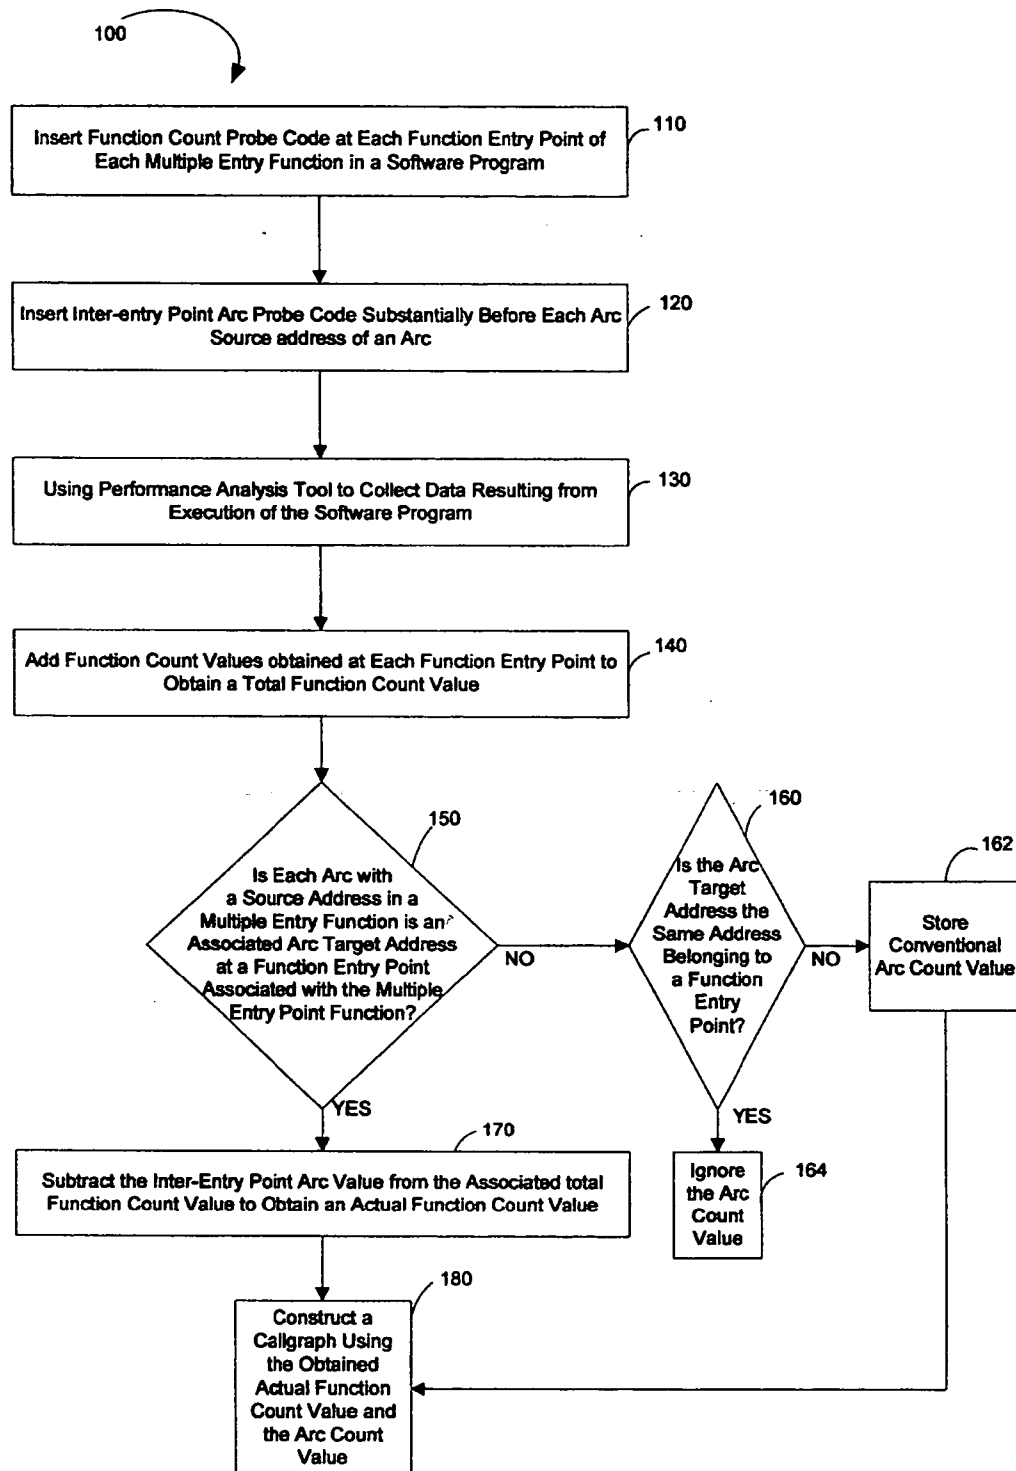 100
Insert Function Count Probe Code at Each Function Entry Point of
Each Multiple Entry Function in a Software Program
110
Insert Inter-entry Point Arc Probe Code Substantially Before Each Arc
Source address of an Arc
120
Using Performance Analysis Tool to Collect Data Resulting from
Execution of the Software Program
130
Add Function Count Values obtained at Each Function Entry Point to
Obtain a Total Function Count Value
140
150
Is Each Arc with
a Source Address in a
Multiple Entry Function is an
Associated Arc Target Address
at a Function Entry Point
Associated with the Multiple
Entry Point Function?
NO
YES
160
Is the Arc
Target
Address the
Same Address
Belonging to
a Function
Entry
Point?
NO
YES
162
Store
Conventional
Arc Count Value
Ignore
the Arc
Count
Value
164
170
Subtract the Inter-Entry Point Arc Value from the Associated total
Function Count Value to Obtain an Actual Function Count Value
180
Construct a
Callgraph Using
the Obtained
Actual Function
Count Value and
the Arc Count
Value